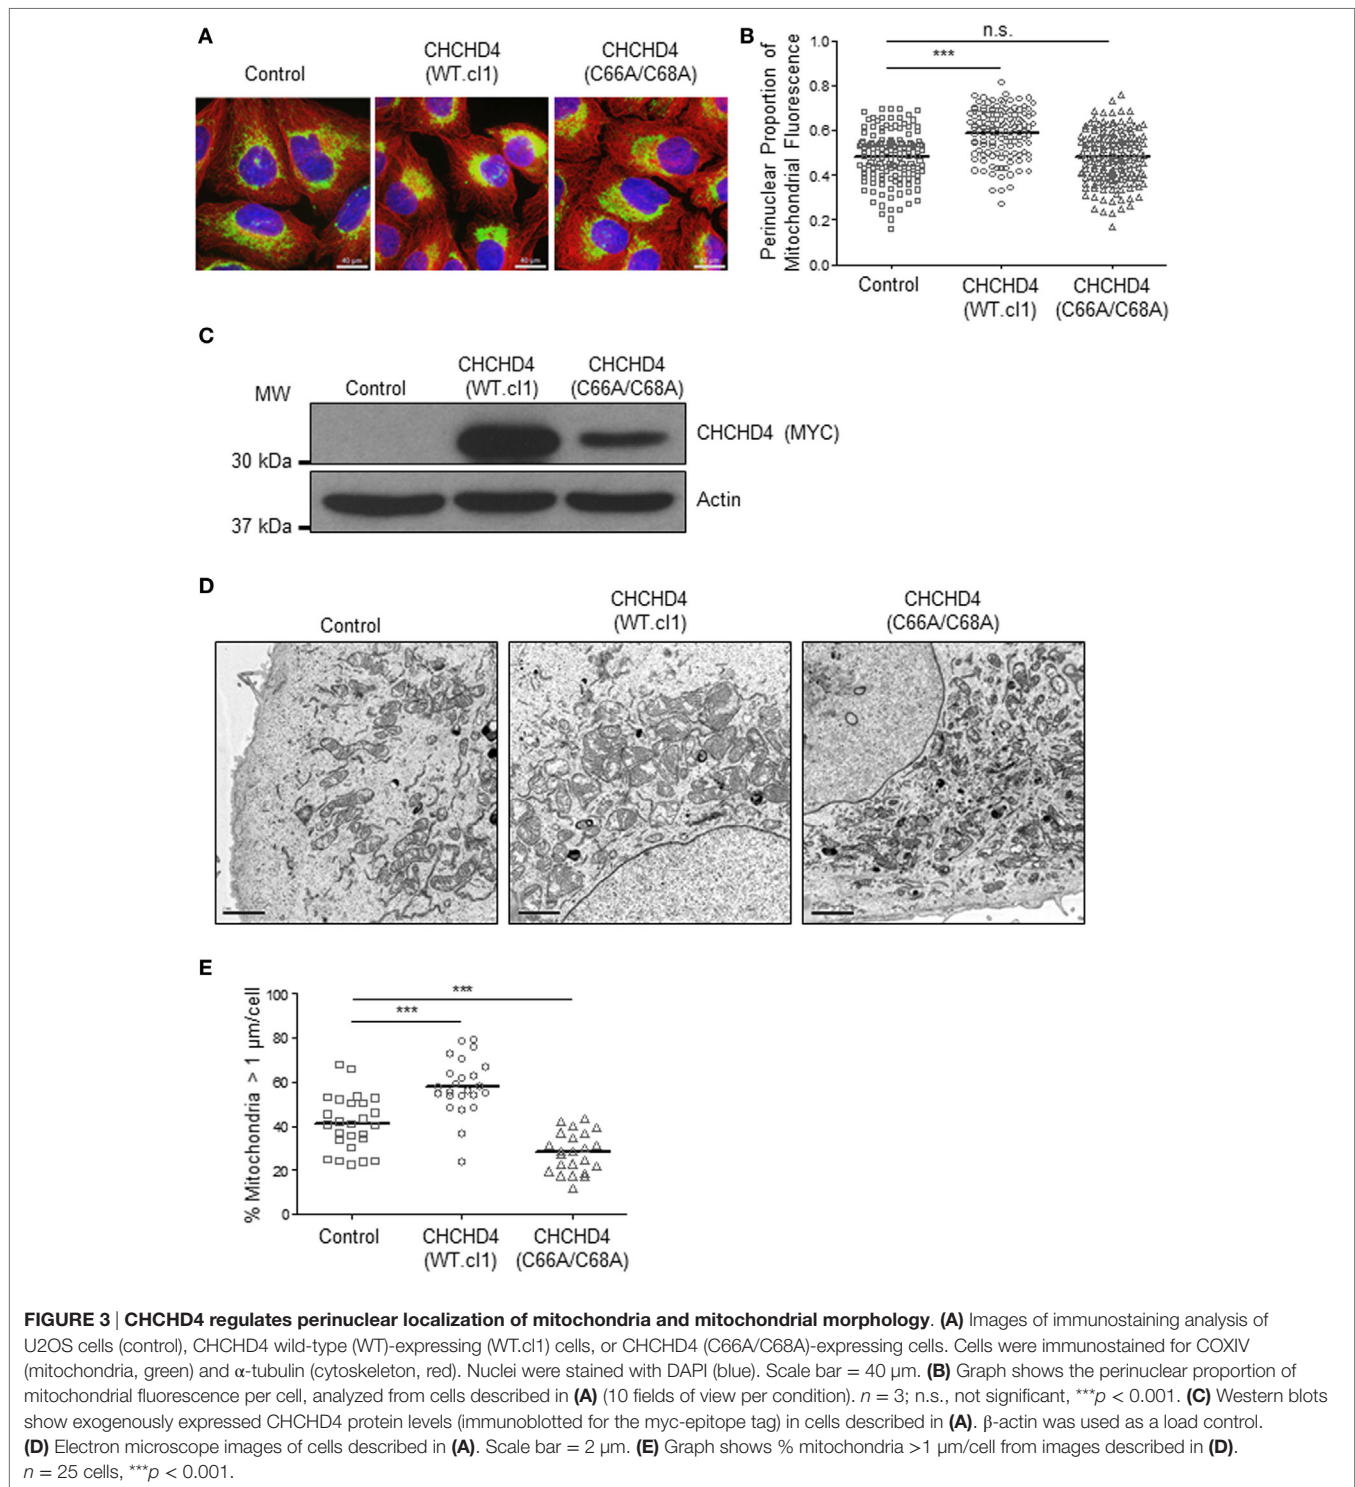 A
Control
CHCHD4
(WT.cl1)
CHCHD4
(C66A/C68A)
40 µm
40 µm
40 µm
B
Perinuclear Proportion of
Mitochondrial Fluorescence
1.0
0.8
0.6
0.4
0.2
0.0
n.s.
***
Control
CHCHD4
(WT.cl1)
CHCHD4
(C66A/C68A)
C
MW
Control
CHCHD4
(WT.cl1)
CHCHD4
(C66A/C68A)
CHCHD4 (MYC)
30 kDa
Actin
37 kDa
D
Control
CHCHD4
(WT.cl1)
CHCHD4
(C66A/C68A)
E
% Mitochondria > 1 µm/cell
100
80
60
40
20
0
***
***
Control
CHCHD4
(WT.cl1)
CHCHD4
(C66A/C68A)
FIGURE 3 | CHCHD4 regulates perinuclear localization of mitochondria and mitochondrial morphology. (A) Images of immunostaining analysis of
U2OS cells (control), CHCHD4 wild-type (WT)-expressing (WT.cl1) cells, or CHCHD4 (C66A/C68A)-expressing cells. Cells were immunostained for COXIV
(mitochondria, green) and α-tubulin (cytoskeleton, red). Nuclei were stained with DAPI (blue). Scale bar = 40 µm. (B) Graph shows the perinuclear proportion of
mitochondrial fluorescence per cell, analyzed from cells described in (A) (10 fields of view per condition). n = 3; n.s., not significant, ***p < 0.001. (C) Western blots
show exogenously expressed CHCHD4 protein levels (immunoblotted for the myc-epitope tag) in cells described in (A). β-actin was used as a load control.
(D) Electron microscope images of cells described in (A). Scale bar = 2 µm. (E) Graph shows % mitochondria >1 µm/cell from images described in (D).
n = 25 cells, ***p < 0.001.